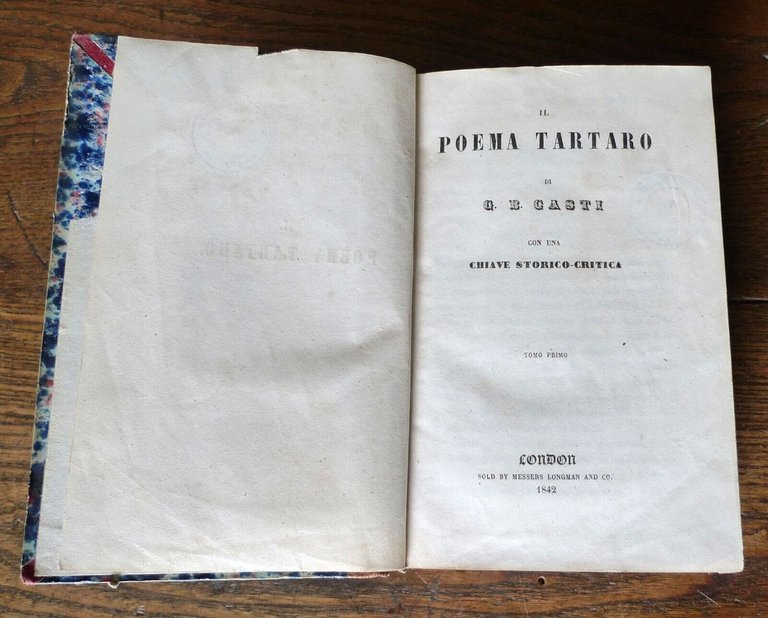 IL
POEMA TARTARO
DI
G. B. CASTI
CON UNA
CHIAVE STORICO-CRITICA
TOMO PRIMO
LONDON
SOLD BY MESSERS LONGMAN AND CO.
1842